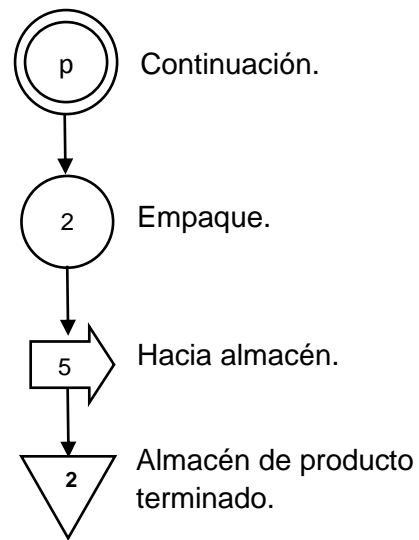 p Continuación.
2 Empaque.
5 Hacia almacén.
2 Almacén de producto
terminado.